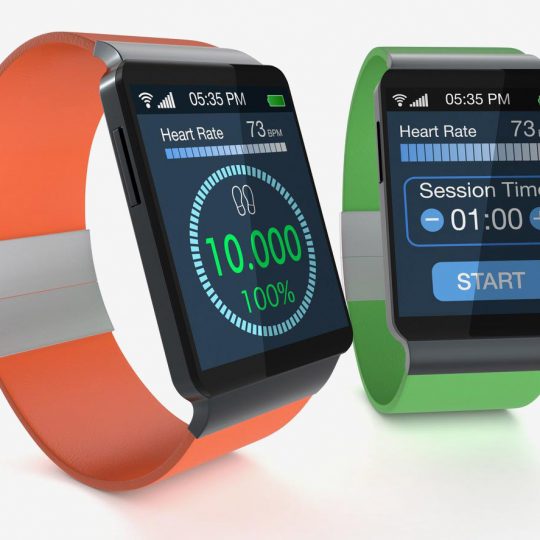 05:35 PM
Heart Rate 73 BPM
10.000
100%
05:35 PM
Heart Rate 73
Session Time
01:00
START